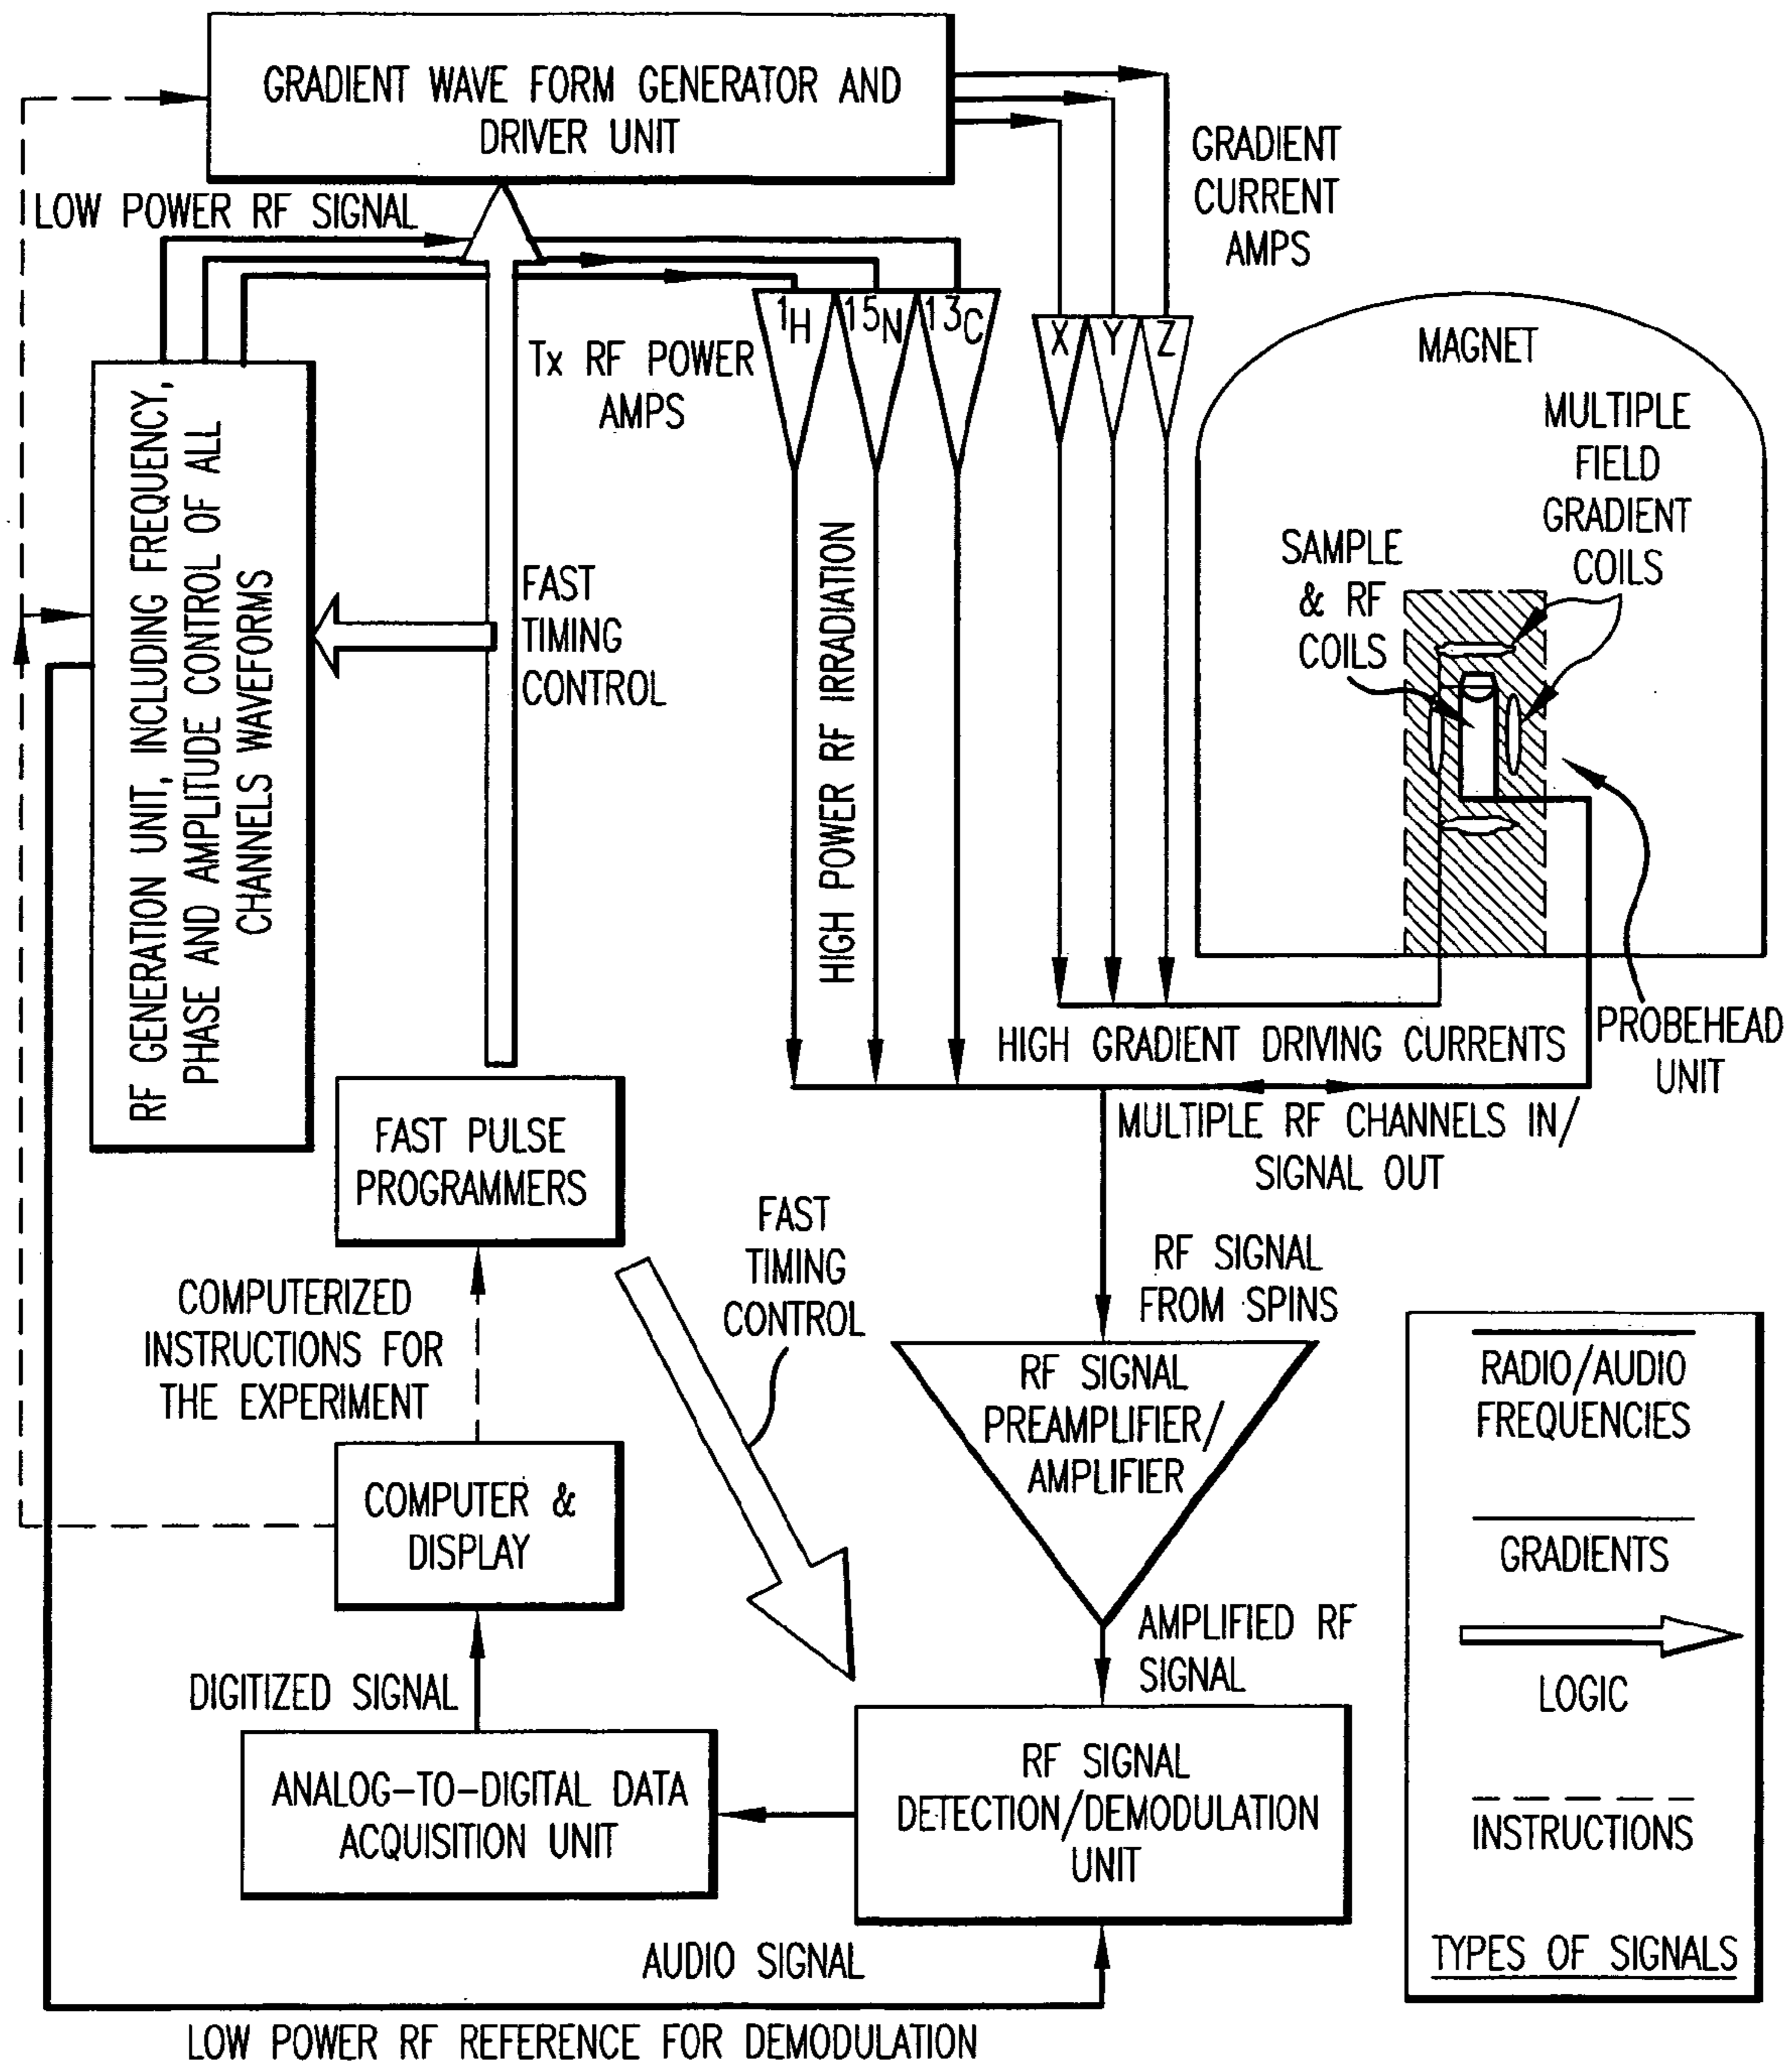 GRADIENT WAVE FORM GENERATOR AND
DRIVER UNIT
LOW POWER RF SIGNAL
GRADIENT
CURRENT
AMPS
1H
15N
13C
Tx RF POWER
AMPS
X
Y
Z
MAGNET
MULTIPLE
FIELD
GRADIENT
COILS
SAMPLE
& RF
COILS
RF GENERATION UNIT, INCLUDING FREQUENCY,
PHASE AND AMPLITUDE CONTROL OF ALL
CHANNELS WAVEFORMS
FAST
TIMING
CONTROL
HIGH POWER RF IRRADIATION
HIGH GRADIENT DRIVING CURRENTS
PROBEHEAD
UNIT
MULTIPLE RF CHANNELS IN/
SIGNAL OUT
FAST PULSE
PROGRAMMERS
FAST
TIMING
CONTROL
RF SIGNAL
FROM SPINS
COMPUTERIZED
INSTRUCTIONS FOR
THE EXPERIMENT
RF SIGNAL
PREAMPLIFIER/
AMPLIFIER
COMPUTER &
DISPLAY
AMPLIFIED RF
SIGNAL
DIGITIZED SIGNAL
ANALOG-TO-DIGITAL DATA
ACQUISITION UNIT
RF SIGNAL
DETECTION/DEMODULATION
UNIT
AUDIO SIGNAL
LOW POWER RF REFERENCE FOR DEMODULATION
RADIO/AUDIO
FREQUENCIES
GRADIENTS
LOGIC
INSTRUCTIONS
TYPES OF SIGNALS